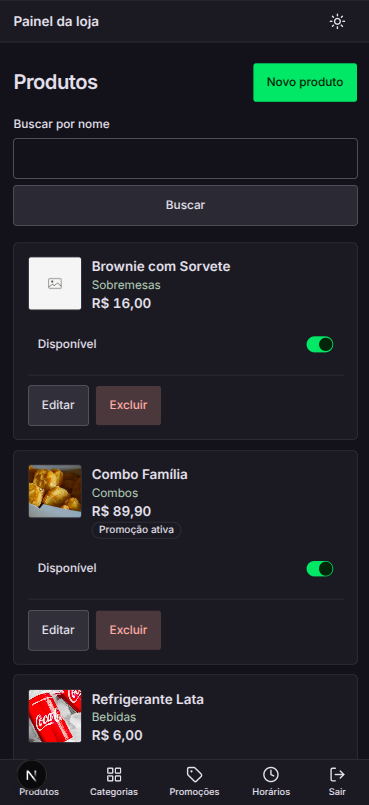 Painel da loja
Produtos
Novo produto
Buscar por nome
Buscar
Brownie com Sorvete
Sobremesas
R$ 16,00
Disponível
Editar
Excluir
Combo Família
Combos
R$ 89,90
Promoção ativa
Disponível
Editar
Excluir
Refrigerante Lata
Coca-Cola
Bebidas
R$ 6,00
N
Produtos
Categorias
Promoções
Horários
Sair